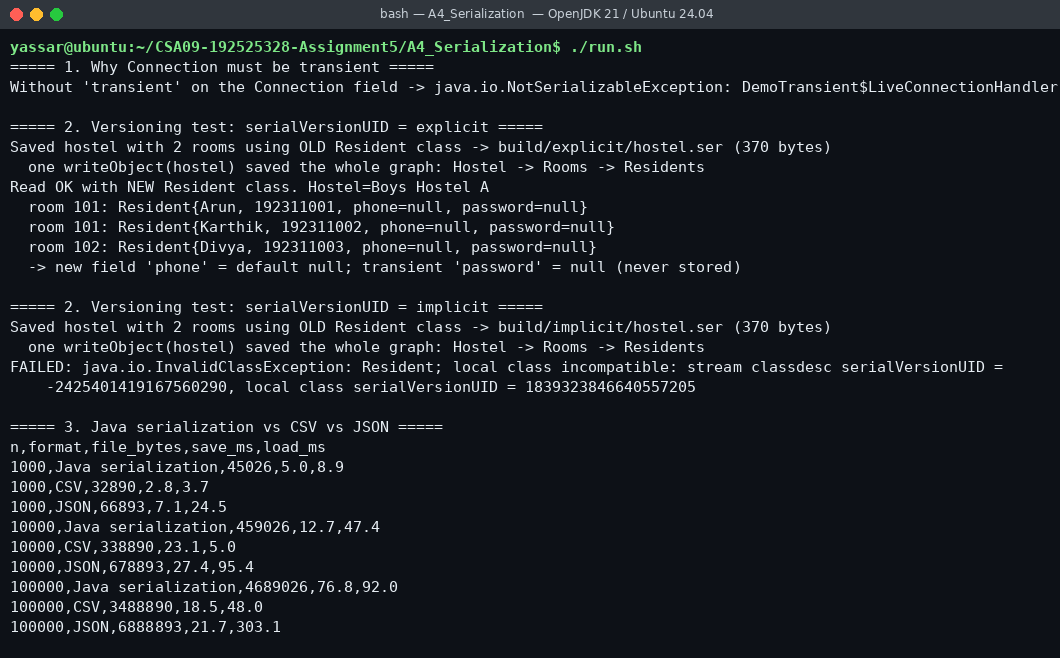 bash — A4_Serialization — OpenJDK 21 / Ubuntu 24.04
yassar@ubuntu:~/CSA09-192525328-Assignment5/A4_Serialization$ ./run.sh
===== 1. Why Connection must be transient =====
Without 'transient' on the Connection field -> java.io.NotSerializableException: DemoTransient$LiveConnectionHandler
===== 2. Versioning test: serialVersionUID = explicit =====
Saved hostel with 2 rooms using OLD Resident class -> build/explicit/hostel.ser (370 bytes)
  one writeObject(hostel) saved the whole graph: Hostel -> Rooms -> Residents
Read OK with NEW Resident class. Hostel=Boys Hostel A
  room 101: Resident{Arun, 192311001, phone=null, password=null}
  room 101: Resident{Karthik, 192311002, phone=null, password=null}
  room 102: Resident{Divya, 192311003, phone=null, password=null}
  -> new field 'phone' = default null; transient 'password' = null (never stored)
===== 2. Versioning test: serialVersionUID = implicit =====
Saved hostel with 2 rooms using OLD Resident class -> build/implicit/hostel.ser (370 bytes)
  one writeObject(hostel) saved the whole graph: Hostel -> Rooms -> Residents
FAILED: java.io.InvalidClassException: Resident; local class incompatible: stream classdesc serialVersionUID =
    -2425401419167560290, local class serialVersionUID = 1839323846640557205
===== 3. Java serialization vs CSV vs JSON =====
n,format,file_bytes,save_ms,load_ms
1000,Java serialization,45026,5.0,8.9
1000,CSV,32890,2.8,3.7
1000,JSON,66893,7.1,24.5
10000,Java serialization,459026,12.7,47.4
10000,CSV,338890,23.1,5.0
10000,JSON,678893,27.4,95.4
100000,Java serialization,4689026,76.8,92.0
100000,CSV,3488890,18.5,48.0
100000,JSON,6888893,21.7,303.1